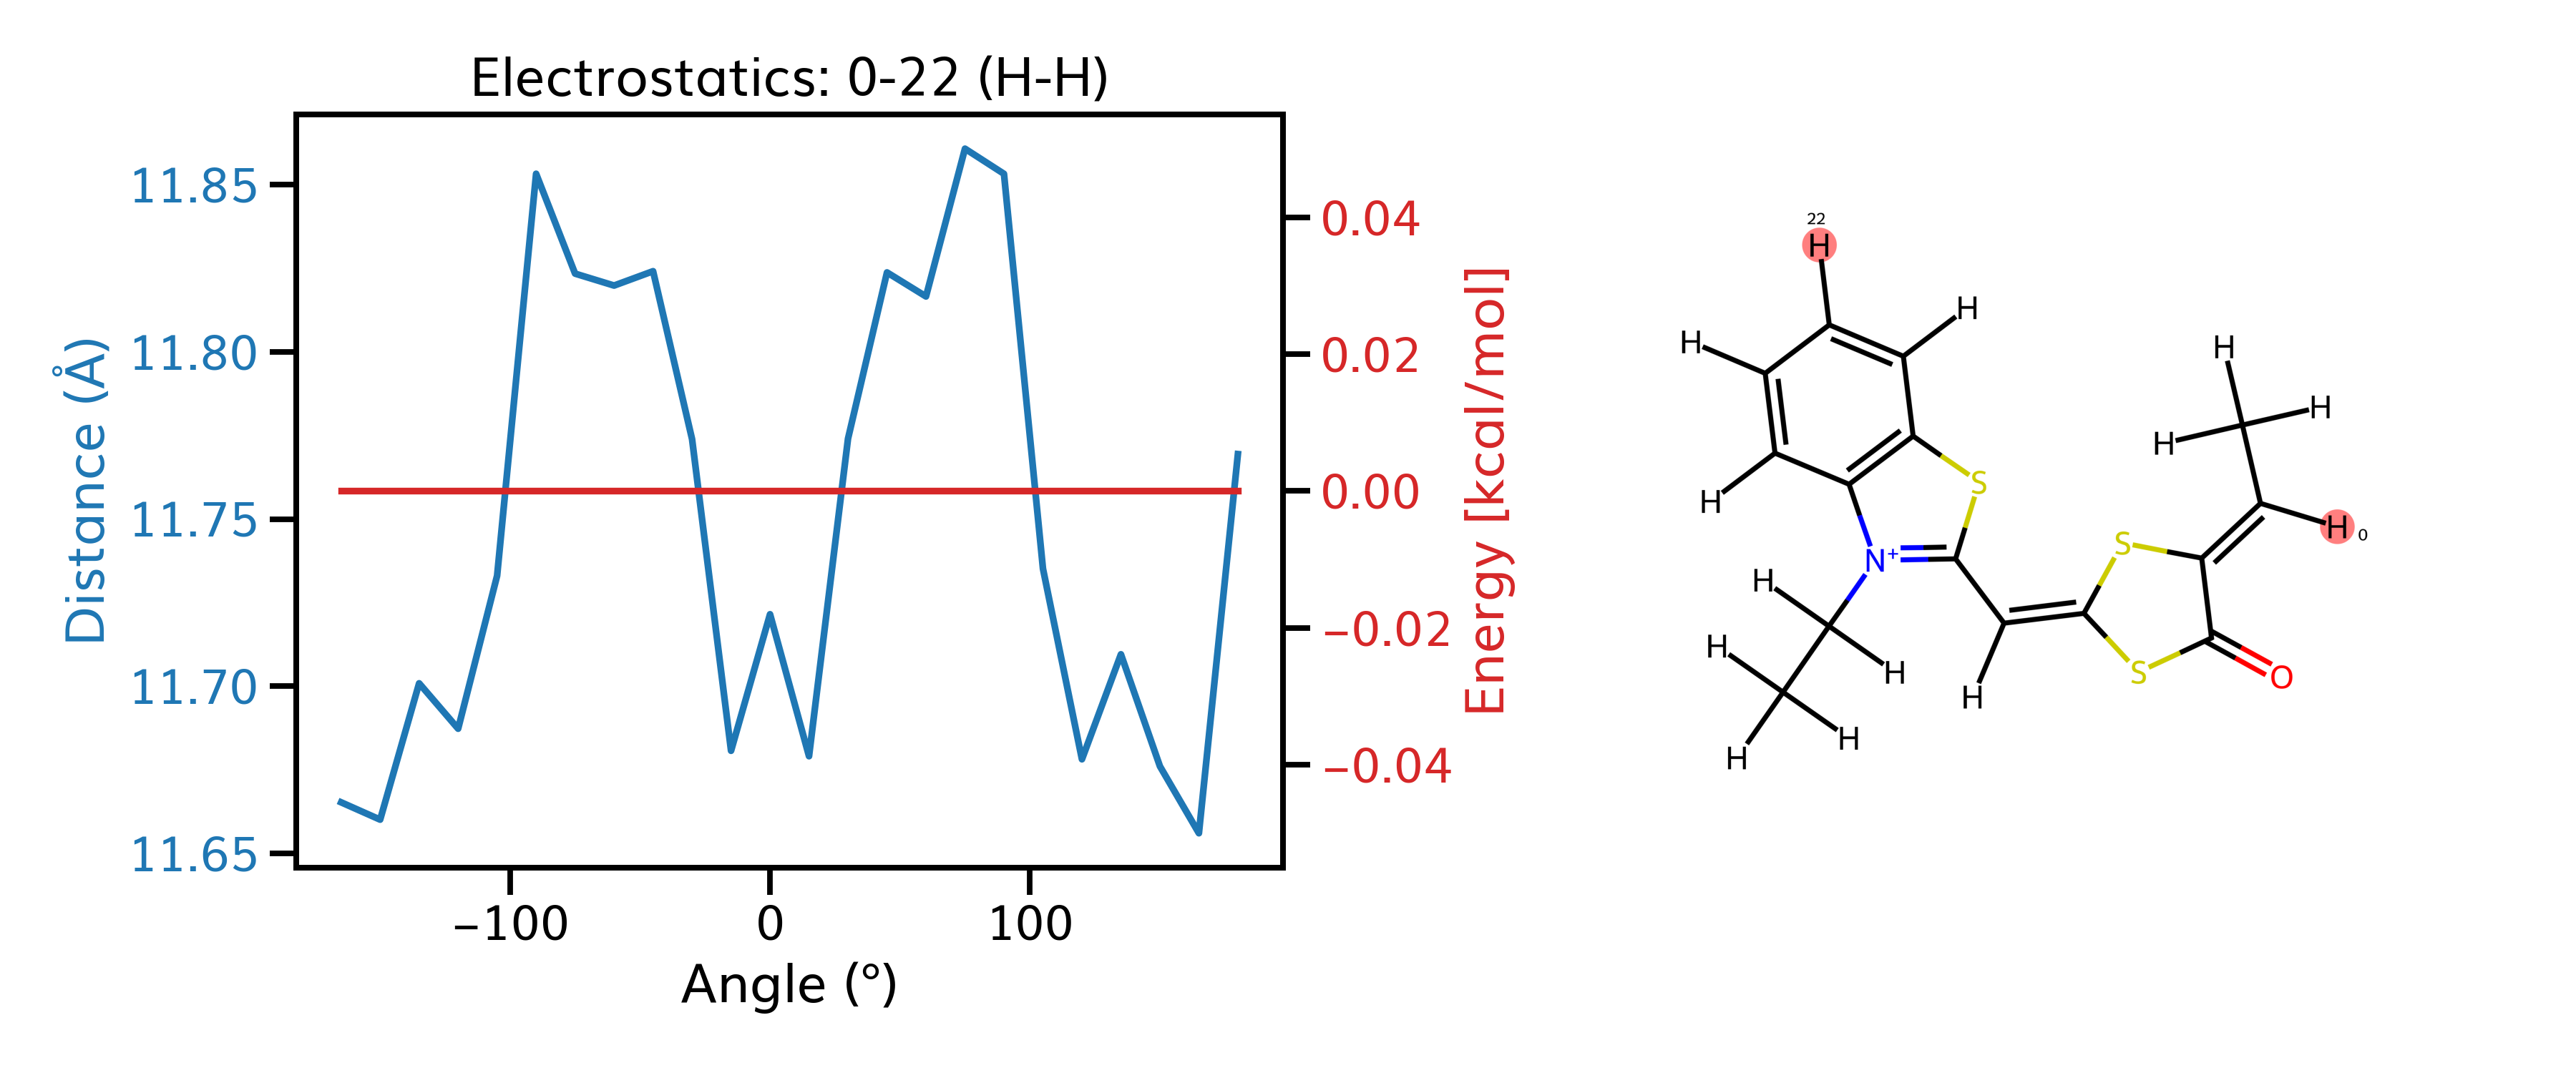 Electrostatics: 0-22 (H-H)
11.85
11.80
11.75
11.70
11.65
Distance (Å)
−100
0
100
Angle (°)
0.04
0.02
0.00
−0.02
−0.04
Energy [kcal/mol]
22
H
H
H
H
H
H
H
H
S
H
0
S
N+
H
H
H
S
H
O
H
H